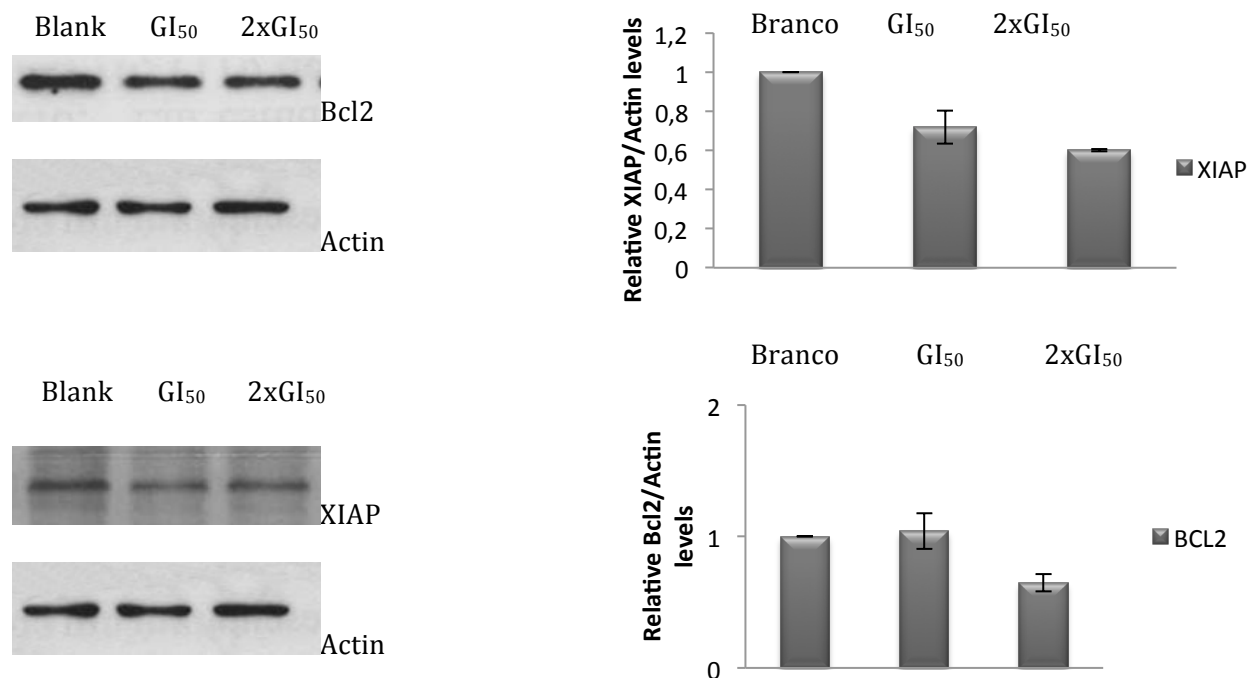 Blank GI₅₀ 2xGI₅₀
Bcl2
Actin
Blank GI₅₀ 2xGI₅₀
XIAP
Actin
Branco GI₅₀ 2xGI₅₀
Relative XIAP/Actin levels
1,2
1
0,8
0,6
0,4
0,2
0
XIAP
Branco GI₅₀ 2xGI₅₀
Relative Bcl2/Actin
levels
2
1
0
BCL2